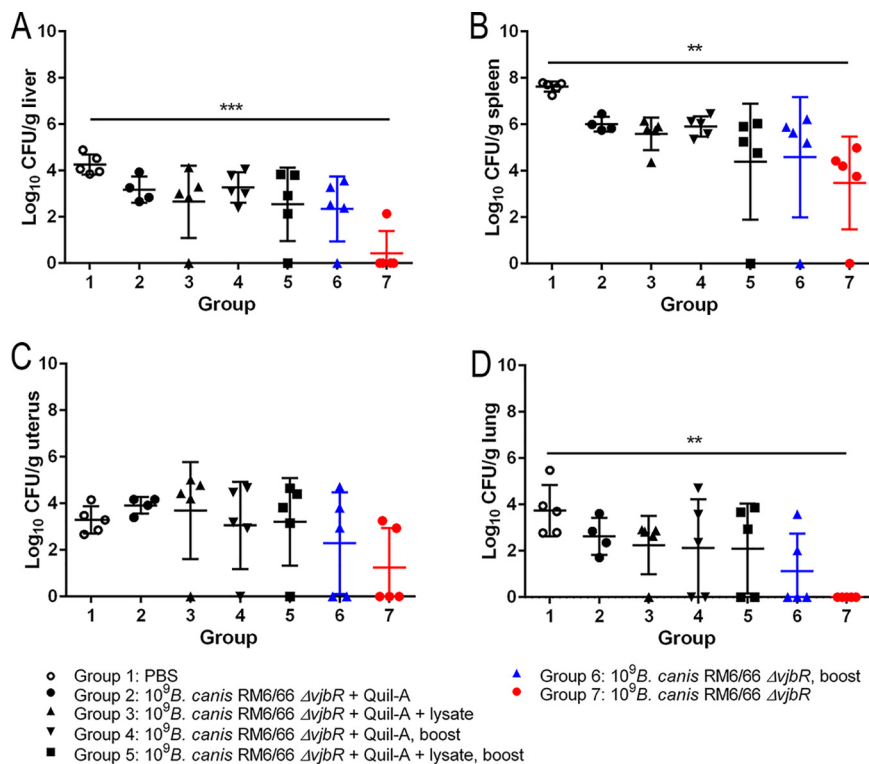 A
Log10 CFU/g liver
10
8
6
4
2
0
***
1 2 3 4 5 6 7
Group
B
Log10 CFU/g spleen
10
8
6
4
2
0
**
1 2 3 4 5 6 7
Group
C
Log10 CFU/g uterus
10
8
6
4
2
0
1 2 3 4 5 6 7
Group
D
Log10 CFU/g lung
10
8
6
4
2
0
**
1 2 3 4 5 6 7
Group
Group 1: PBS
Group 2: 10⁹B. canis RM6/66 ΔvjbR + Quil-A
Group 3: 10⁹B. canis RM6/66 ΔvjbR + Quil-A + lysate
Group 4: 10⁹B. canis RM6/66 ΔvjbR + Quil-A, boost
Group 5: 10⁹B. canis RM6/66 ΔvjbR + Quil-A + lysate, boost
Group 6: 10⁹B. canis RM6/66 ΔvjbR, boost
Group 7: 10⁹B. canis RM6/66 ΔvjbR